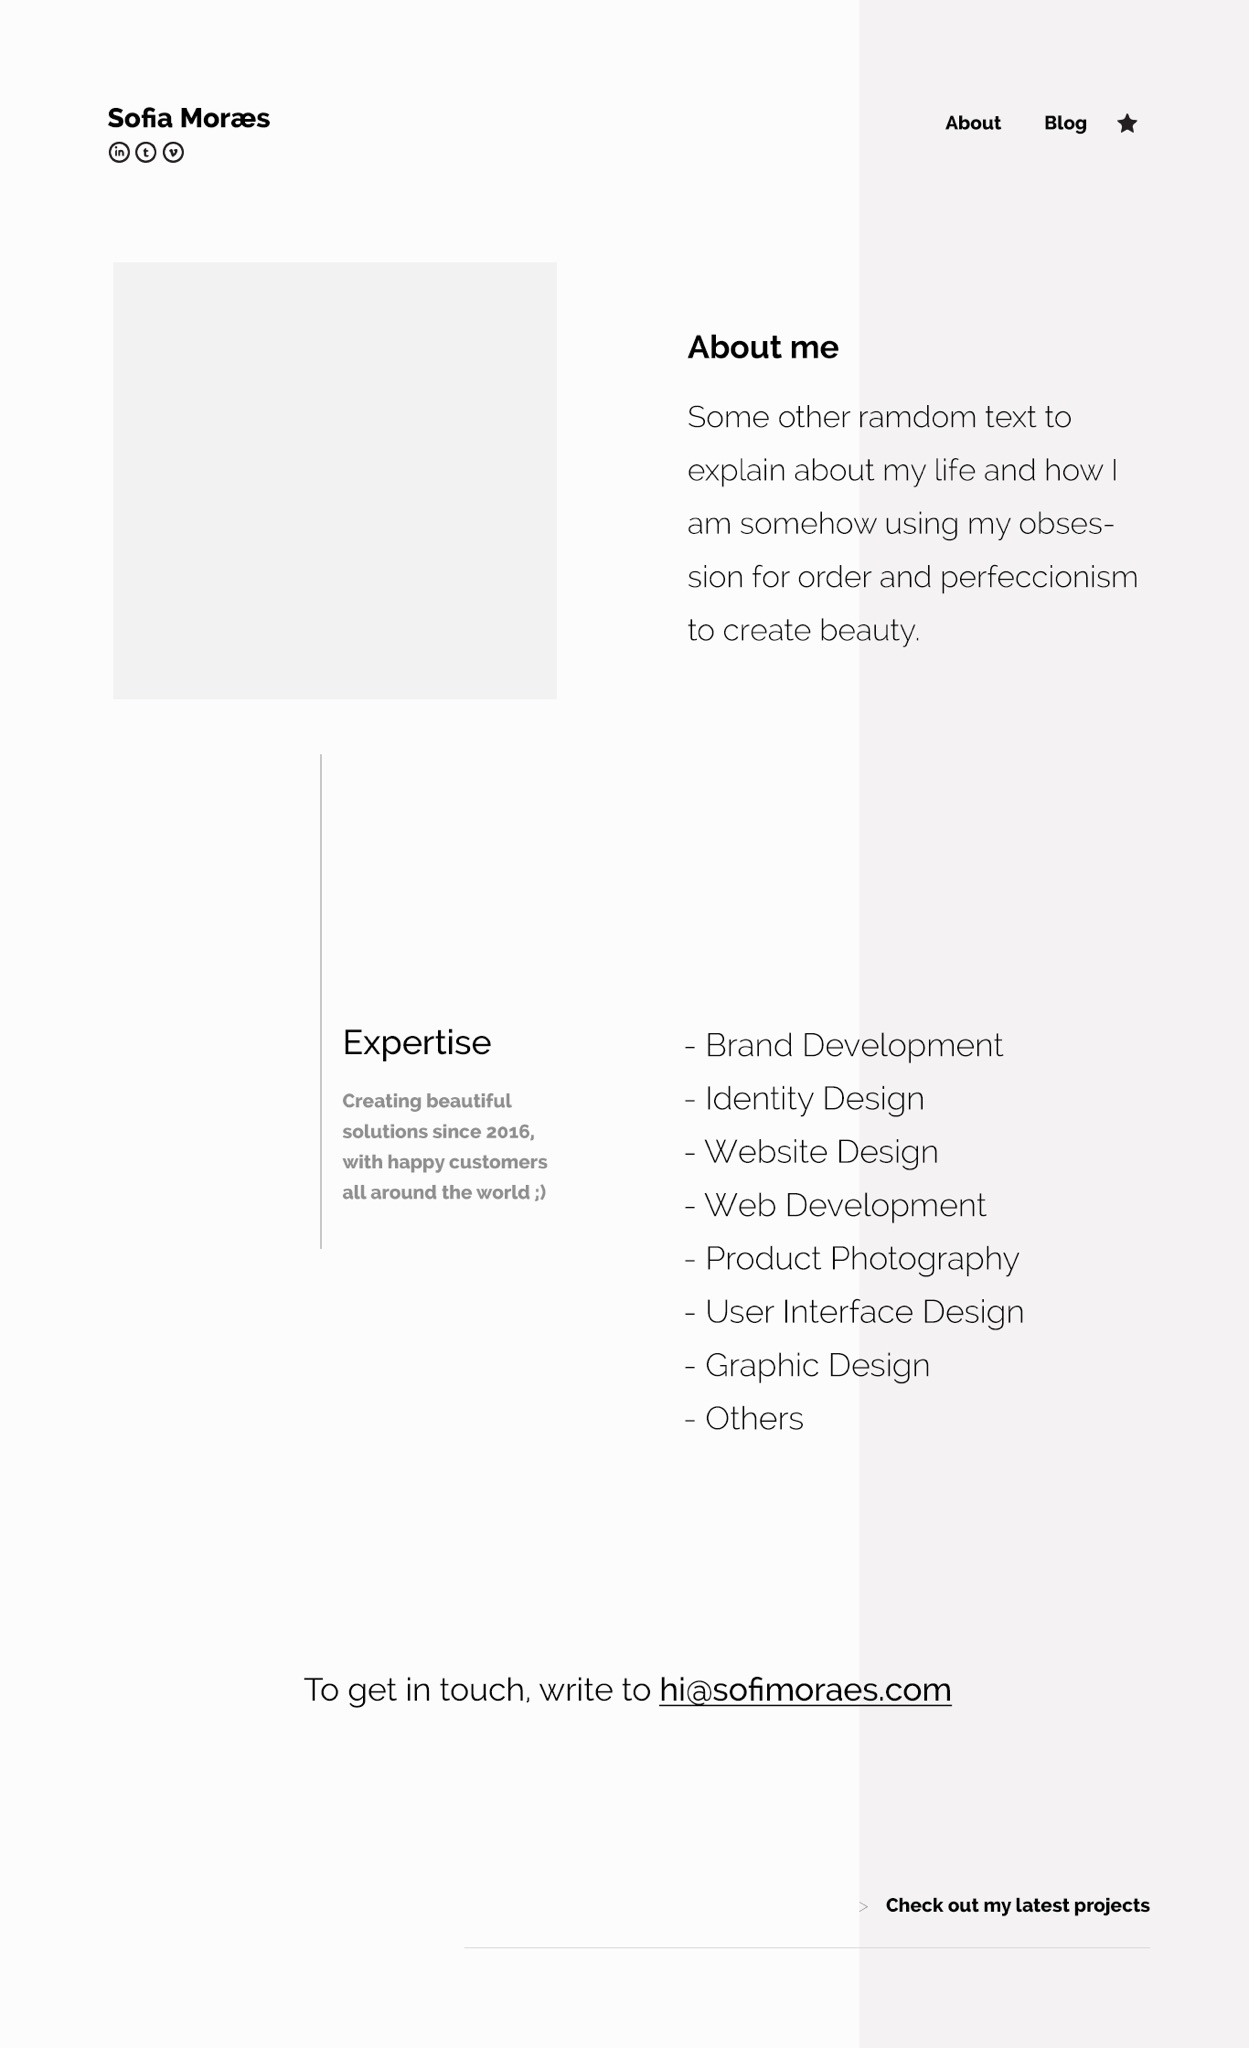 Sofia Moræs
in t v
About Blog
About me
Some other ramdom text to
explain about my life and how I
am somehow using my obses-
sion for order and perfeccionism
to create beauty.
Expertise
Creating beautiful
solutions since 2016,
with happy customers
all around the world ;)
- Brand Development
- Identity Design
- Website Design
- Web Development
- Product Photography
- User Interface Design
- Graphic Design
- Others
To get in touch, write to hi@sofimoraes.com
> Check out my latest projects